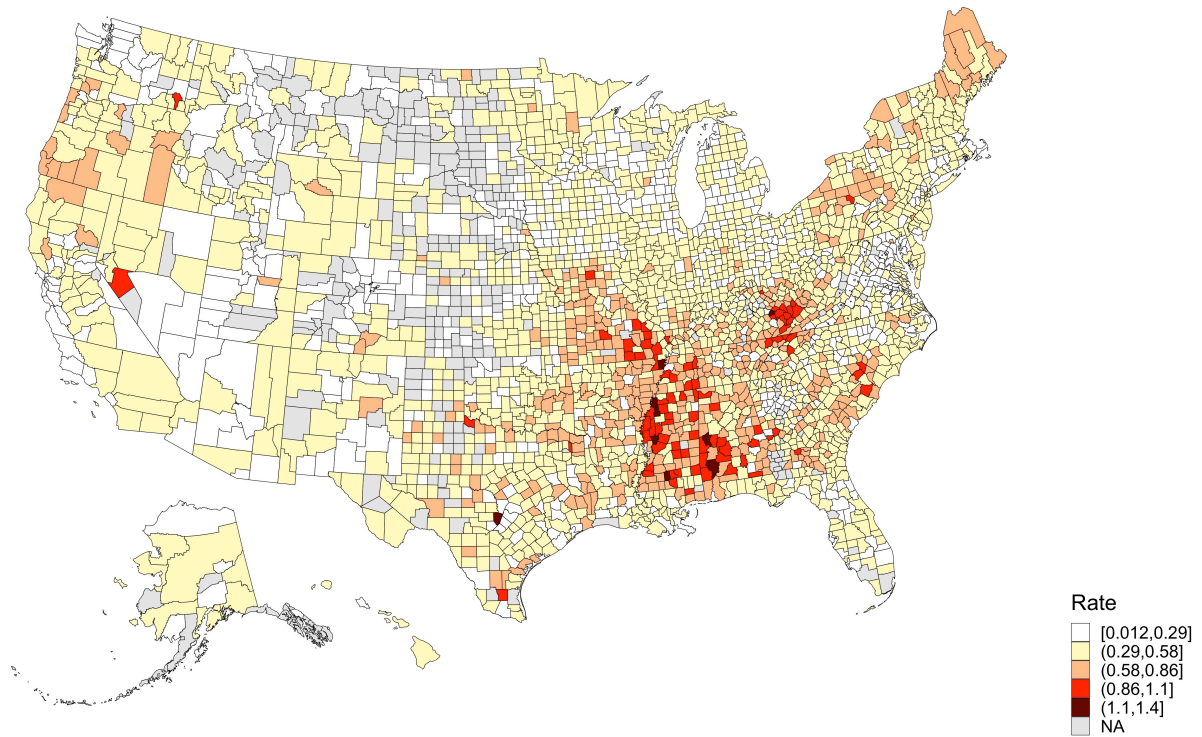 Rate
[0.012,0.29]
(0.29,0.58]
(0.58,0.86]
(0.86,1.1]
(1.1,1.4]
NA